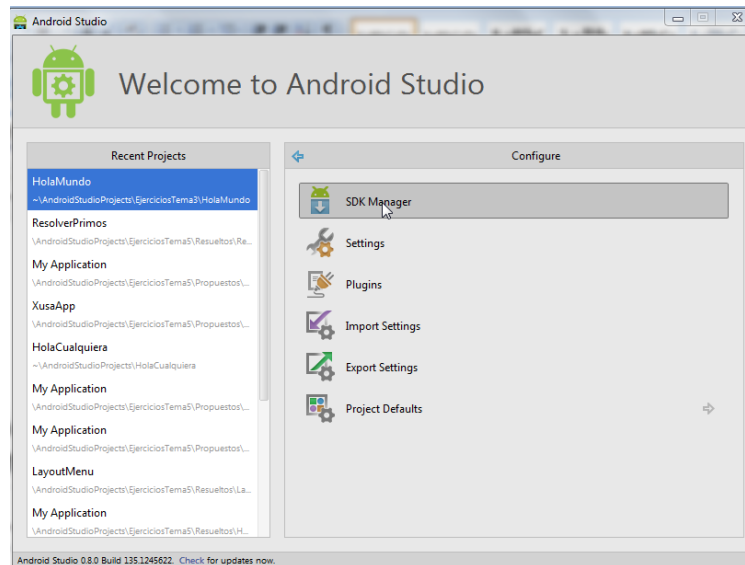 Android Studio
Welcome to Android Studio
Recent Projects
HolaMundo
~\AndroidStudioProjects\EjerciciosTema3\HolaMundo
ResolverPrimos
\AndroidStudioProjects\EjerciciosTema5\Resueltos\Re...
My Application
\AndroidStudioProjects\EjerciciosTema5\Propuestos\...
XusaApp
\AndroidStudioProjects\EjerciciosTema5\Propuestos\...
HolaCualquiera
~\AndroidStudioProjects\HolaCualquiera
My Application
\AndroidStudioProjects\EjerciciosTema5\Propuestos\...
My Application
\AndroidStudioProjects\EjerciciosTema5\Propuestos\...
LayoutMenu
\AndroidStudioProjects\EjerciciosTema5\Resueltos\La...
My Application
\AndroidStudioProjects\EjerciciosTema5\Resueltos\H...
Configure
SDK Manager
Settings
Plugins
Import Settings
Export Settings
Project Defaults
Android Studio 0.8.0 Build 135.1245622. Check for updates now.